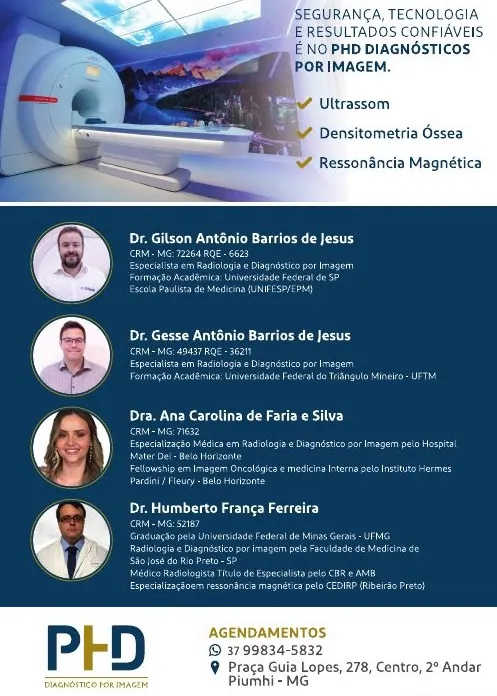 SEGURANÇA, TECNOLOGIA
E RESULTADOS CONFIÁVEIS
É NO PHD DIAGNÓSTICOS
POR IMAGEM.
Ultrassom
Densitometria Óssea
Ressonância Magnética
Dr. Gilson Antônio Barrios de Jesus
CRM - MG: 72264 RQE - 6623
Especialista em Radiologia e Diagnóstico por Imagem
Formação Acadêmica: Universidade Federal de SP
Escola Paulista de Medicina (UNIFESP/EPM)
Dr. Gesse Antônio Barrios de Jesus
CRM - MG: 49437 RQE - 36211
Especialista em Radiologia e Diagnóstico por Imagem
Formação Acadêmica: Universidade Federal do Triângulo Mineiro - UFTM
Dra. Ana Carolina de Faria e Silva
CRM - MG: 71632
Especialização Médica em Radiologia e Diagnóstico por Imagem pelo Hospital
Mater Dei - Belo Horizonte
Fellowship em Imagem Oncológica e medicina Interna pelo Instituto Hermes
Pardini / Fleury - Belo Horizonte
Dr. Humberto França Ferreira
CRM - MG: 52187
Graduação pela Universidade Federal de Minas Gerais - UFMG
Radiologia e Diagnóstico por imagem pela Faculdade de Medicina de
São José do Rio Preto - SP
Médico Radiologista Título de Especialista pelo CBR e AMB
Especializaçãoem ressonância magnética pelo CEDIRP (Ribeirão Preto)
PHD
DIAGNÓSTICO POR IMAGEM
AGENDAMENTOS
37 99834-5832
Praça Guia Lopes, 278, Centro, 2º Andar
Piumhi - MG